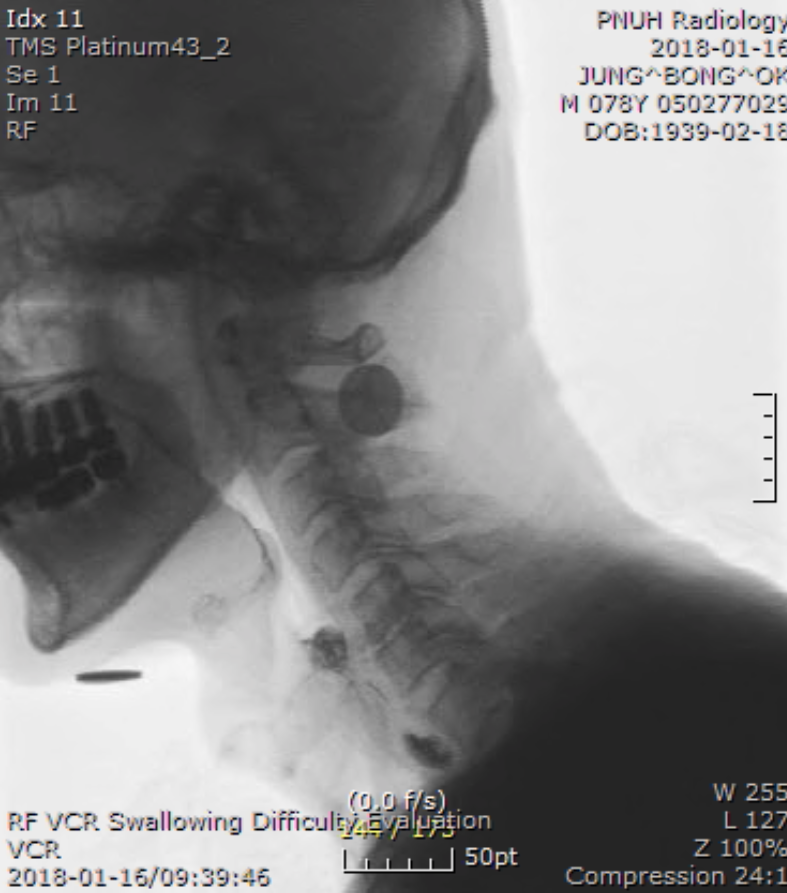 Idx 11
TMS Platinum43_2
Se 1
Im 11
RF
PNUH Radiology
2018-01-16
JUNG^BONG^OK
M 078Y 050277029
DOB:1939-02-18
(0.0 f/s)
RF VCR Swallowing Difficulty Evaluation
244 / 173
VCR
50pt
2018-01-16/09:39:46
W 255
L 127
Z 100%
Compression 24:1